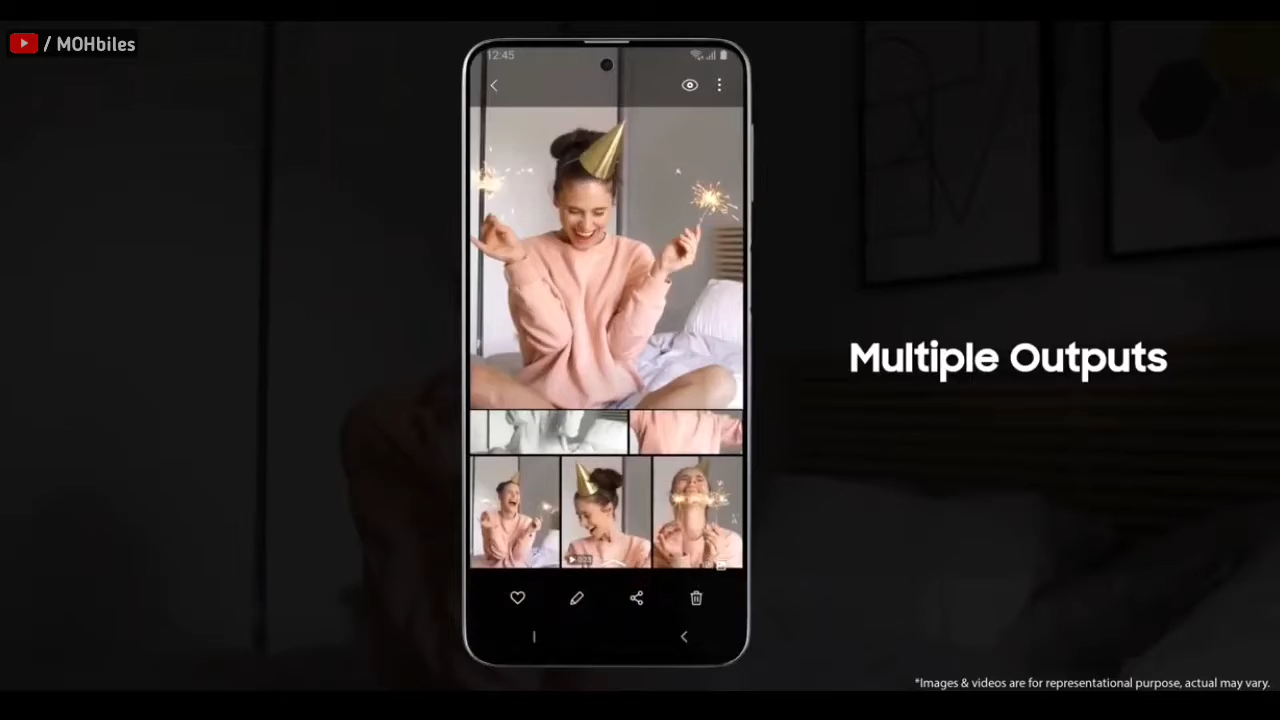 / MOHbiles
12:45
Multiple Outputs
*Images & videos are for representational purpose, actual may vary.